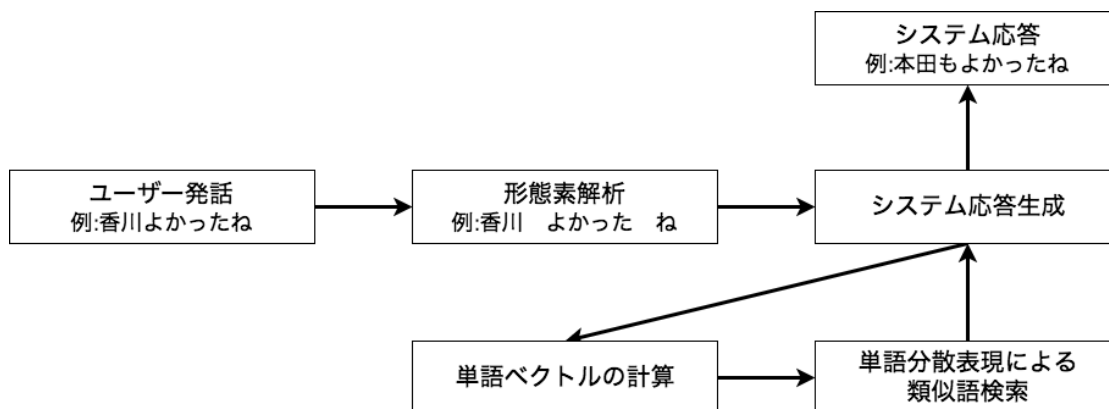 システム応答
例:本田もよかったね
ユーザー発話
例:香川よかったね
形態素解析
例:香川　よかった　ね
システム応答生成
単語ベクトルの計算
単語分散表現による
類似語検索